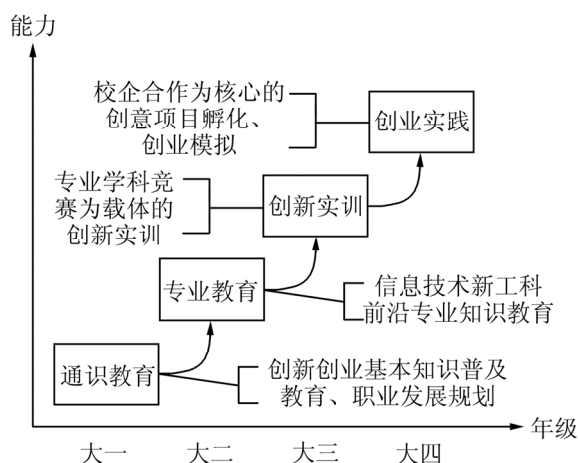 能力
校企合作为核心的
创意项目孵化、
创业模拟
创业实践
专业学科竞
赛为载体的
创新实训
创新实训
专业教育
信息技术新工科
前沿专业知识教育
通识教育
创新创业基本知识普及
教育、职业发展规划
年级
大一
大二
大三
大四